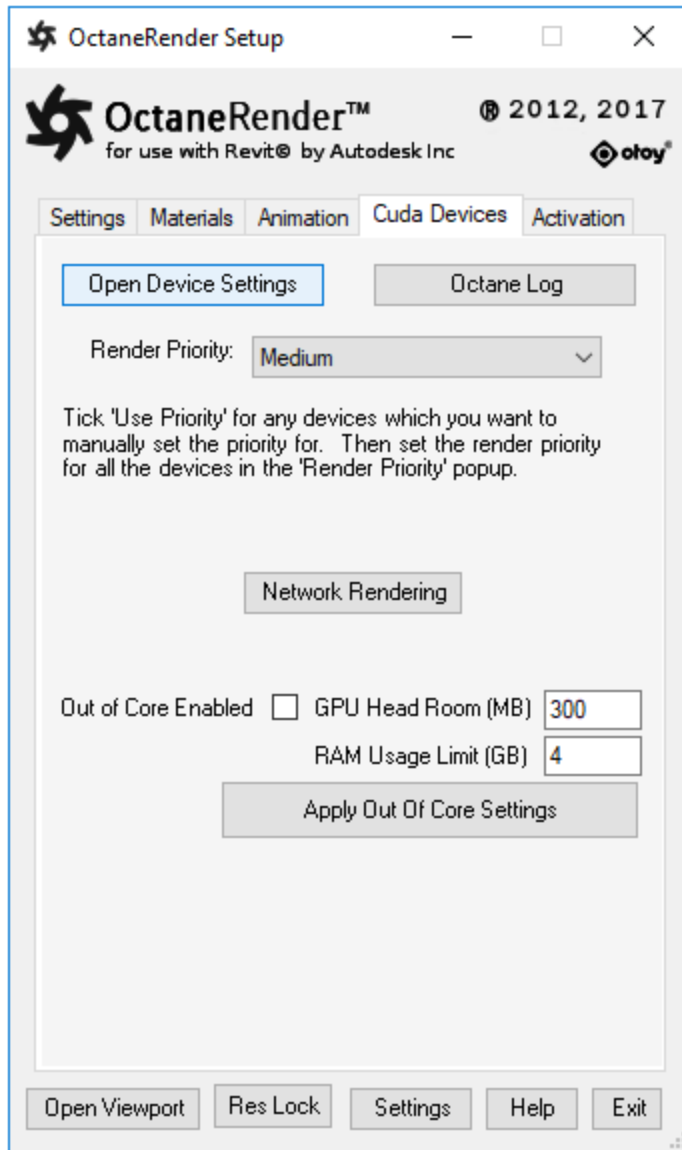 OctaneRender Setup
OctaneRender™ ® 2012, 2017
for use with Revit® by Autodesk Inc otoy®
Settings Materials Animation Cuda Devices Activation
Open Device Settings Octane Log
Render Priority: Medium
Tick 'Use Priority' for any devices which you want to
manually set the priority for. Then set the render priority
for all the devices in the 'Render Priority' popup.
Network Rendering
Out of Core Enabled GPU Head Room (MB) 300
RAM Usage Limit (GB) 4
Apply Out Of Core Settings
Open Viewport Res Lock Settings Help Exit